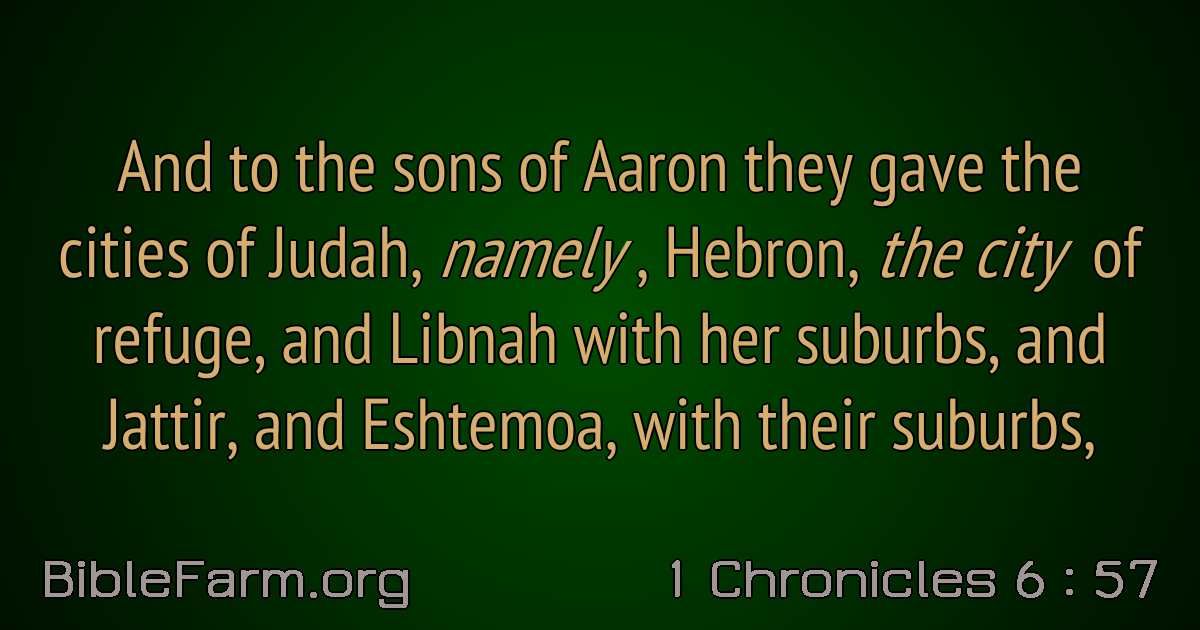 And to the sons of Aaron they gave the
cities of Judah, namely , Hebron, the city of
refuge, and Libnah with her suburbs, and
Jattir, and Eshtemoa, with their suburbs,
BibleFarm.org
1 Chronicles 6 : 57